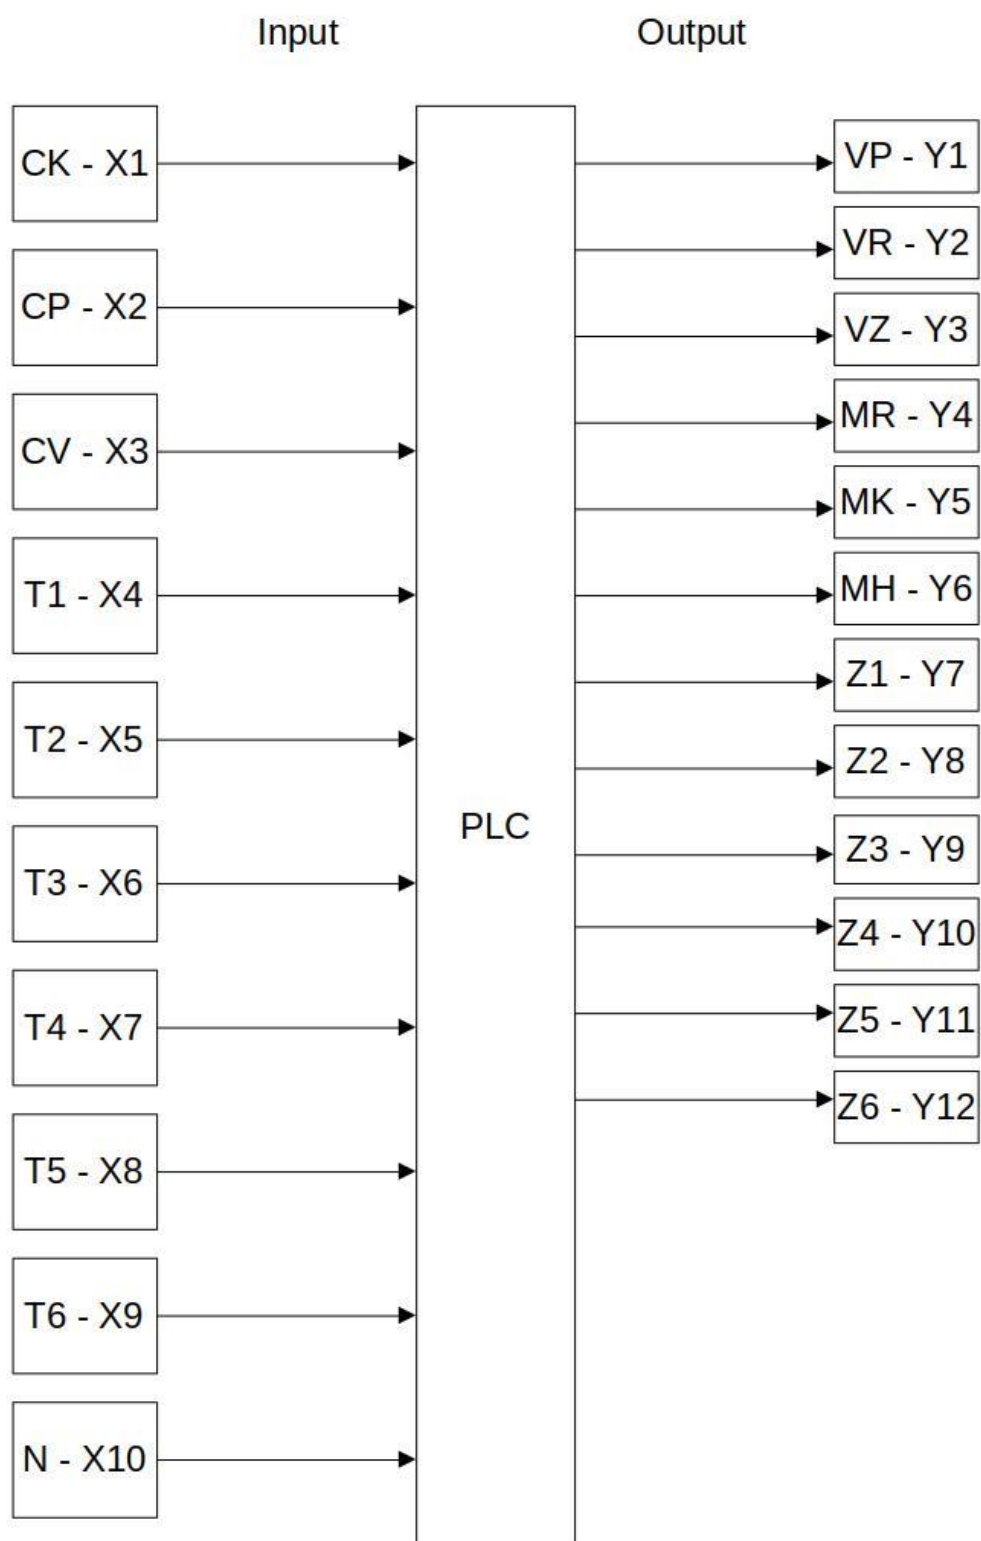 Input
Output
CK - X1
CP - X2
CV - X3
T1 - X4
T2 - X5
T3 - X6
T4 - X7
T5 - X8
T6 - X9
N - X10
PLC
VP - Y1
VR - Y2
VZ - Y3
MR - Y4
MK - Y5
MH - Y6
Z1 - Y7
Z2 - Y8
Z3 - Y9
Z4 - Y10
Z5 - Y11
Z6 - Y12